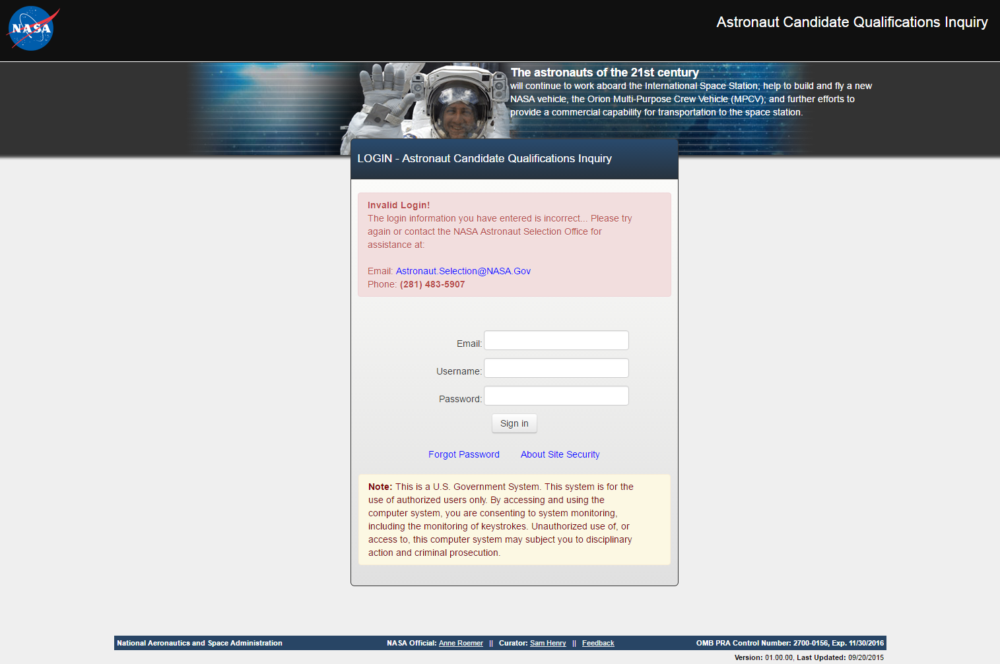 NASA
Astronaut Candidate Qualifications Inquiry
The astronauts of the 21st century
will continue to work aboard the International Space Station; help to build and fly a new
NASA vehicle, the Orion Multi-Purpose Crew Vehicle (MPCV); and further efforts to
provide a commercial capability for transportation to the space station.
LOGIN - Astronaut Candidate Qualifications Inquiry
Invalid Login!
The login information you have entered is incorrect... Please try
again or contact the NASA Astronaut Selection Office for
assistance at:
Email: Astronaut.Selection@NASA.Gov
Phone: (281) 483-5907
Email:
Username:
Password:
Sign in
Forgot Password About Site Security
Note: This is a U.S. Government System. This system is for the
use of authorized users only. By accessing and using the
computer system, you are consenting to system monitoring,
including the monitoring of keystrokes. Unauthorized use of, or
access to, this computer system may subject you to disciplinary
action and criminal prosecution.
National Aeronautics and Space Administration NASA Official: Anne Roemer || Curator: Sam Henry || Feedback OMB PRA Control Number: 2700-0156, Exp. 11/30/2016
Version: 01.00.00, Last Updated: 09/20/2015